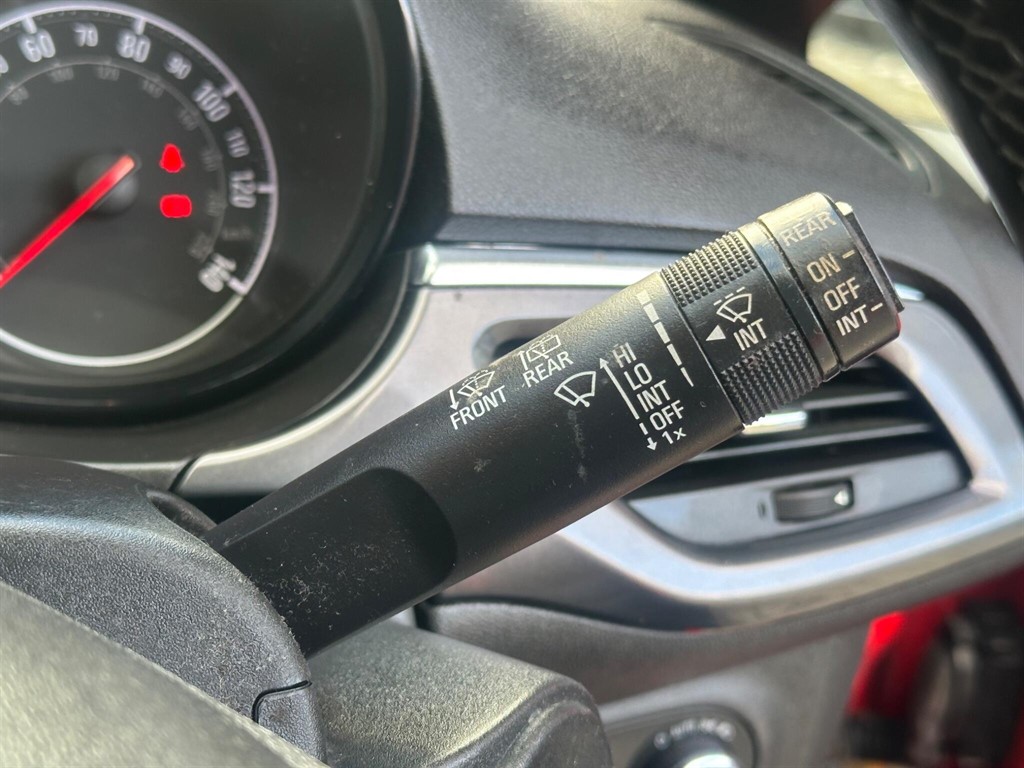 60
70
80
90
100
110
120
140
REAR
ON
OFF
INT
INT
REAR
FRONT
HI
LO
INT
OFF
1x